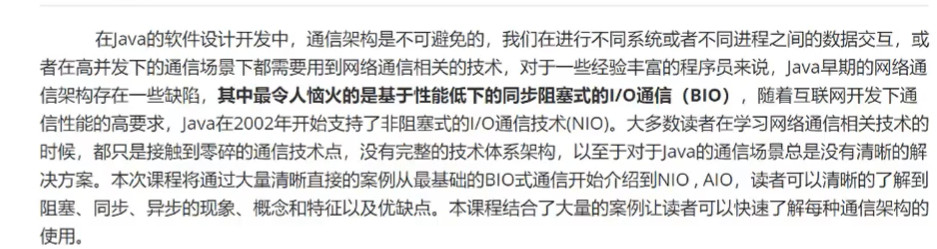 在Java的软件设计开发中，通信架构是不可避免的，我们在进行不同系统或者不同进程之间的数据交互，或
者在高并发下的通信场景下都需要用到网络通信相关的技术，对于一些经验丰富的程序员来说，Java早期的网络通
信架构存在一些缺陷，其中最令人恼火的是基于性能低下的同步阻塞式的I/O通信（BIO），随着互联网开发下通
信性能的高要求，Java在2002年开始支持了非阻塞式的I/O通信技术(NIO)。大多数读者在学习网络通信相关技术的
时候，都只是接触到零碎的通信技术点，没有完整的技术体系架构，以至于对于Java的通信场景总是没有清晰的解
决方案。本次课程将通过大量清晰直接的案例从最基础的BIO式通信开始介绍到NIO , AIO，读者可以清晰的了解到
阻塞、同步、异步的现象、概念和特征以及优缺点。本课程结合了大量的案例让读者可以快速了解每种通信架构的
使用。